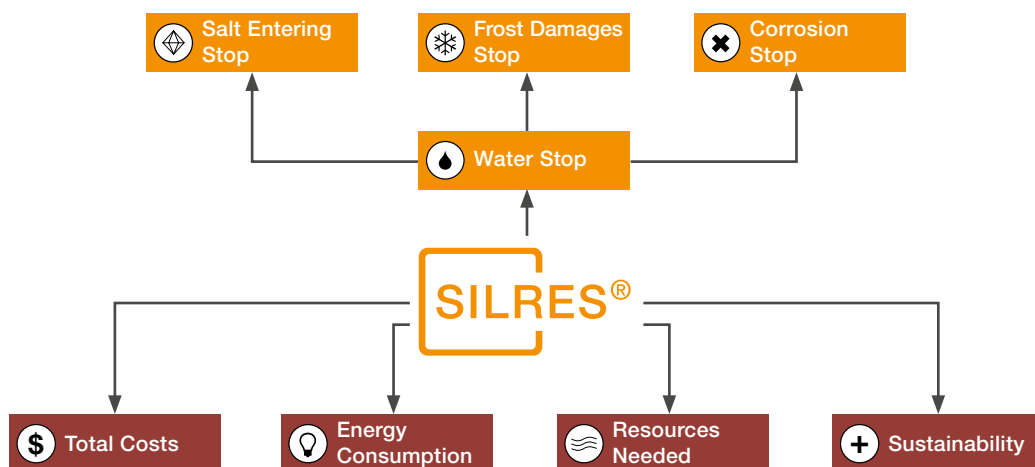 Salt Entering
Stop
Frost Damages
Stop
Corrosion
Stop
Water Stop
SILRES®
$ Total Costs
Energy
Consumption
Resources
Needed
Sustainability